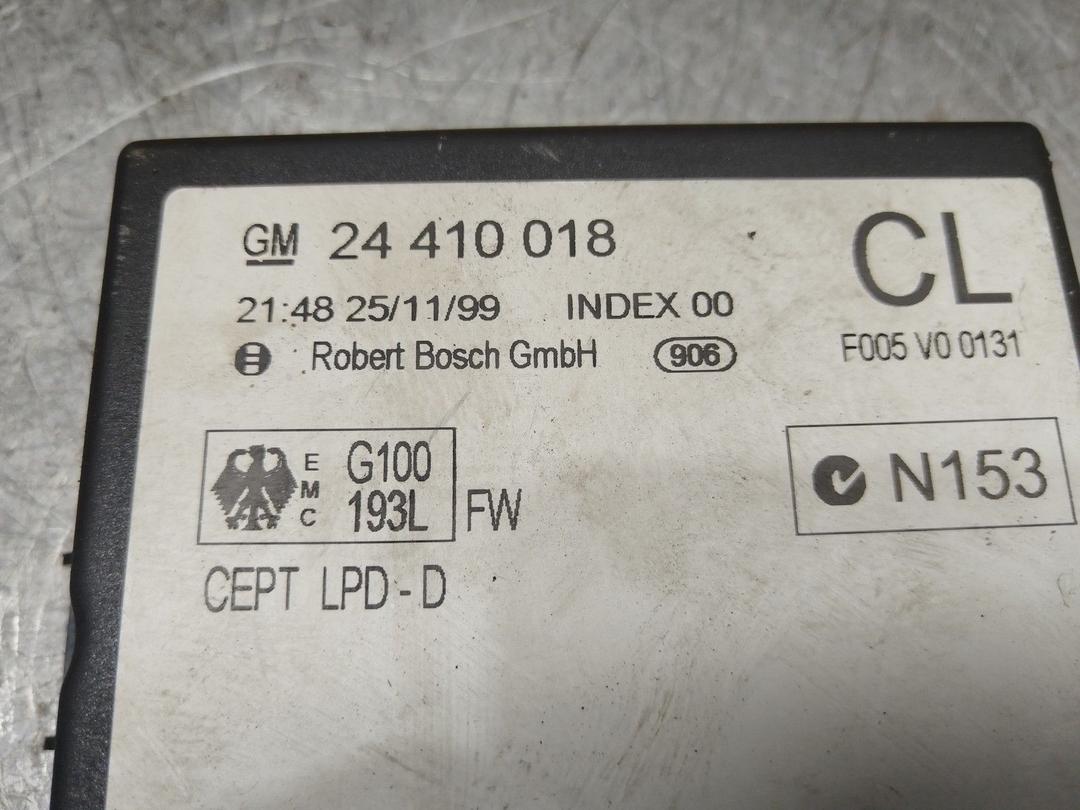 GM 24 410 018
CL
21:48 25/11/99 INDEX 00
Robert Bosch GmbH 906
F005 V0 0131
EMC G100
193L FW
N153
CEPT LPD-D